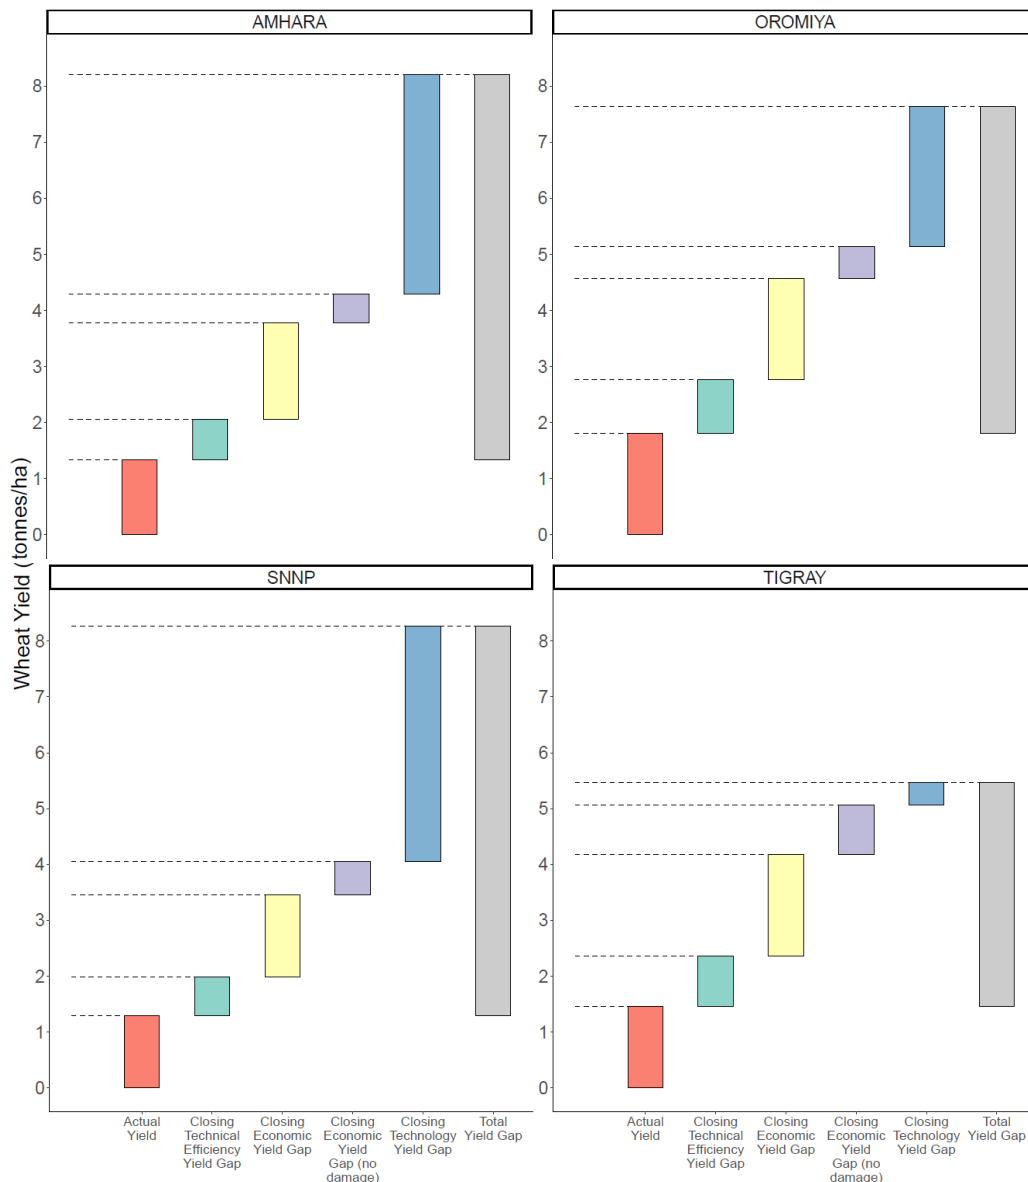 AMHARA
OROMIYA
8
7
6
5
4
3
2
1
0
8
7
6
5
4
3
2
1
0
Wheat Yield (tonnes/ha)
SNNP
TIGRAY
8
7
6
5
4
3
2
1
0
8
7
6
5
4
3
2
1
0
Actual
Yield
Closing
Technical
Efficiency
Yield Gap
Closing
Economic
Yield Gap
Closing
Economic
Yield
Gap (no
damage)
Closing
Technology
Yield Gap
Total
Yield Gap
Actual
Yield
Closing
Technical
Efficiency
Yield Gap
Closing
Economic
Yield Gap
Closing
Economic
Yield
Gap (no
damage)
Closing
Technology
Yield Gap
Total
Yield Gap